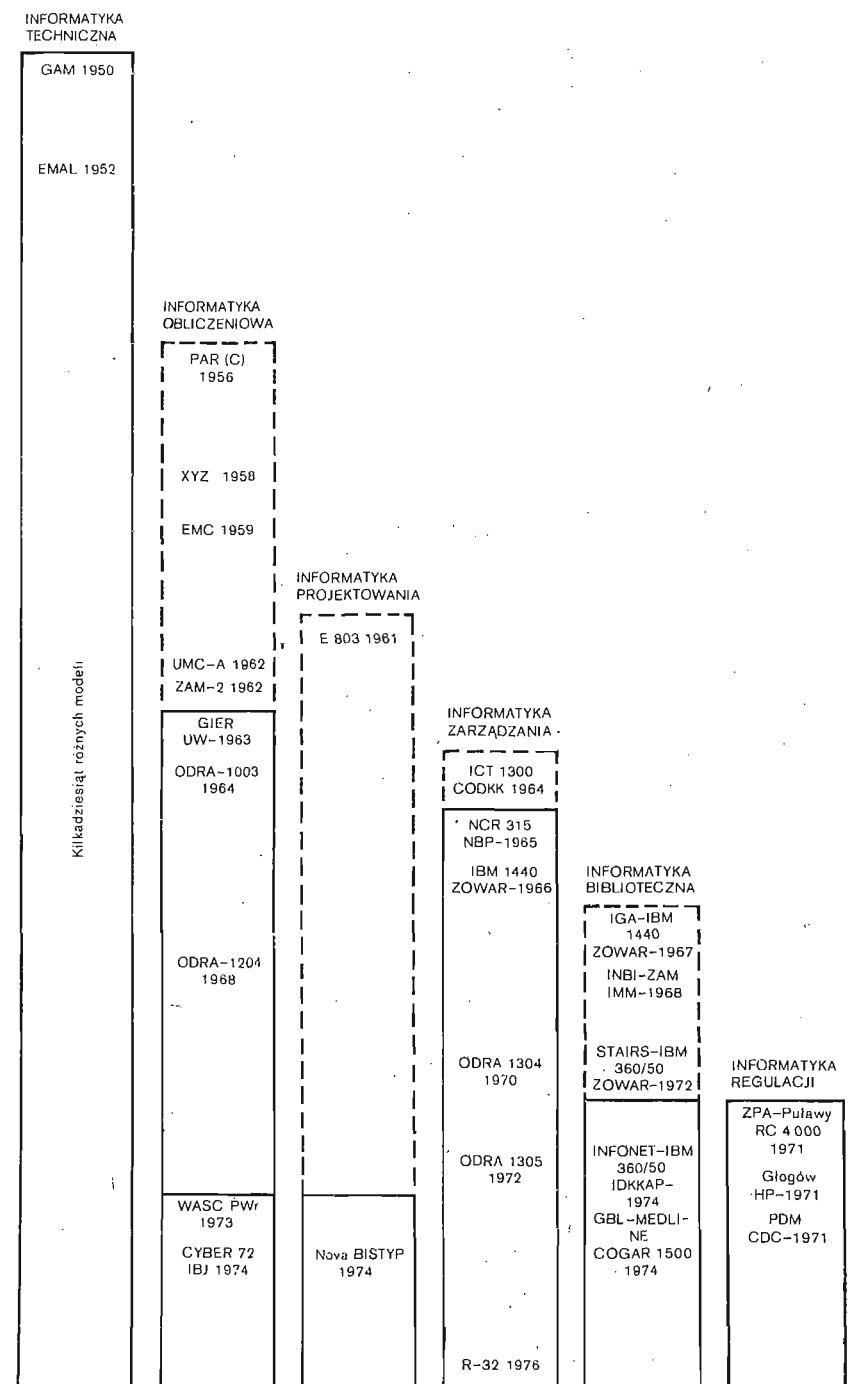 INFORMATYKA
TECHNICZNA
GAM 1950
EMAL 1952
Kilkadziesiąt różnych modeli
INFORMATYKA
OBLICZENIOWA
PAR (C)
1956
XYZ 1958
EMC 1959
UMC-A 1962
ZAM-2 1962
GIER
UW-1963
ODRA-1003
1964
ODRA-1204
1968
WASC PWr
1973
CYBER 72
IBJ 1974
INFORMATYKA
PROJEKTOWANIA
E 803 1961
Nova BISTYP
1974
INFORMATYKA
ZARZĄDZANIA
ICT 1300
CODKK 1964
NCR 315
NBP-1965
IBM 1440
ZOWAR-1966
ODRA 1304
1970
ODRA 1305
1972
R-32 1976
INFORMATYKA
BIBLIOTECZNA
IGA-IBM
1440
ZOWAR-1967
INBI-ZAM
IMM-1968
STAIRS-IBM
360/50
ZOWAR-1972
INFONET-IBM
360/50
IDKKAP-
1974
GBL-MEDLI-
NE
COGAR 1500
1974
INFORMATYKA
REGULACJI
ZPA-Puławy
RC 4000
1971
Głogów
HP-1971
PDM
CDC-1971